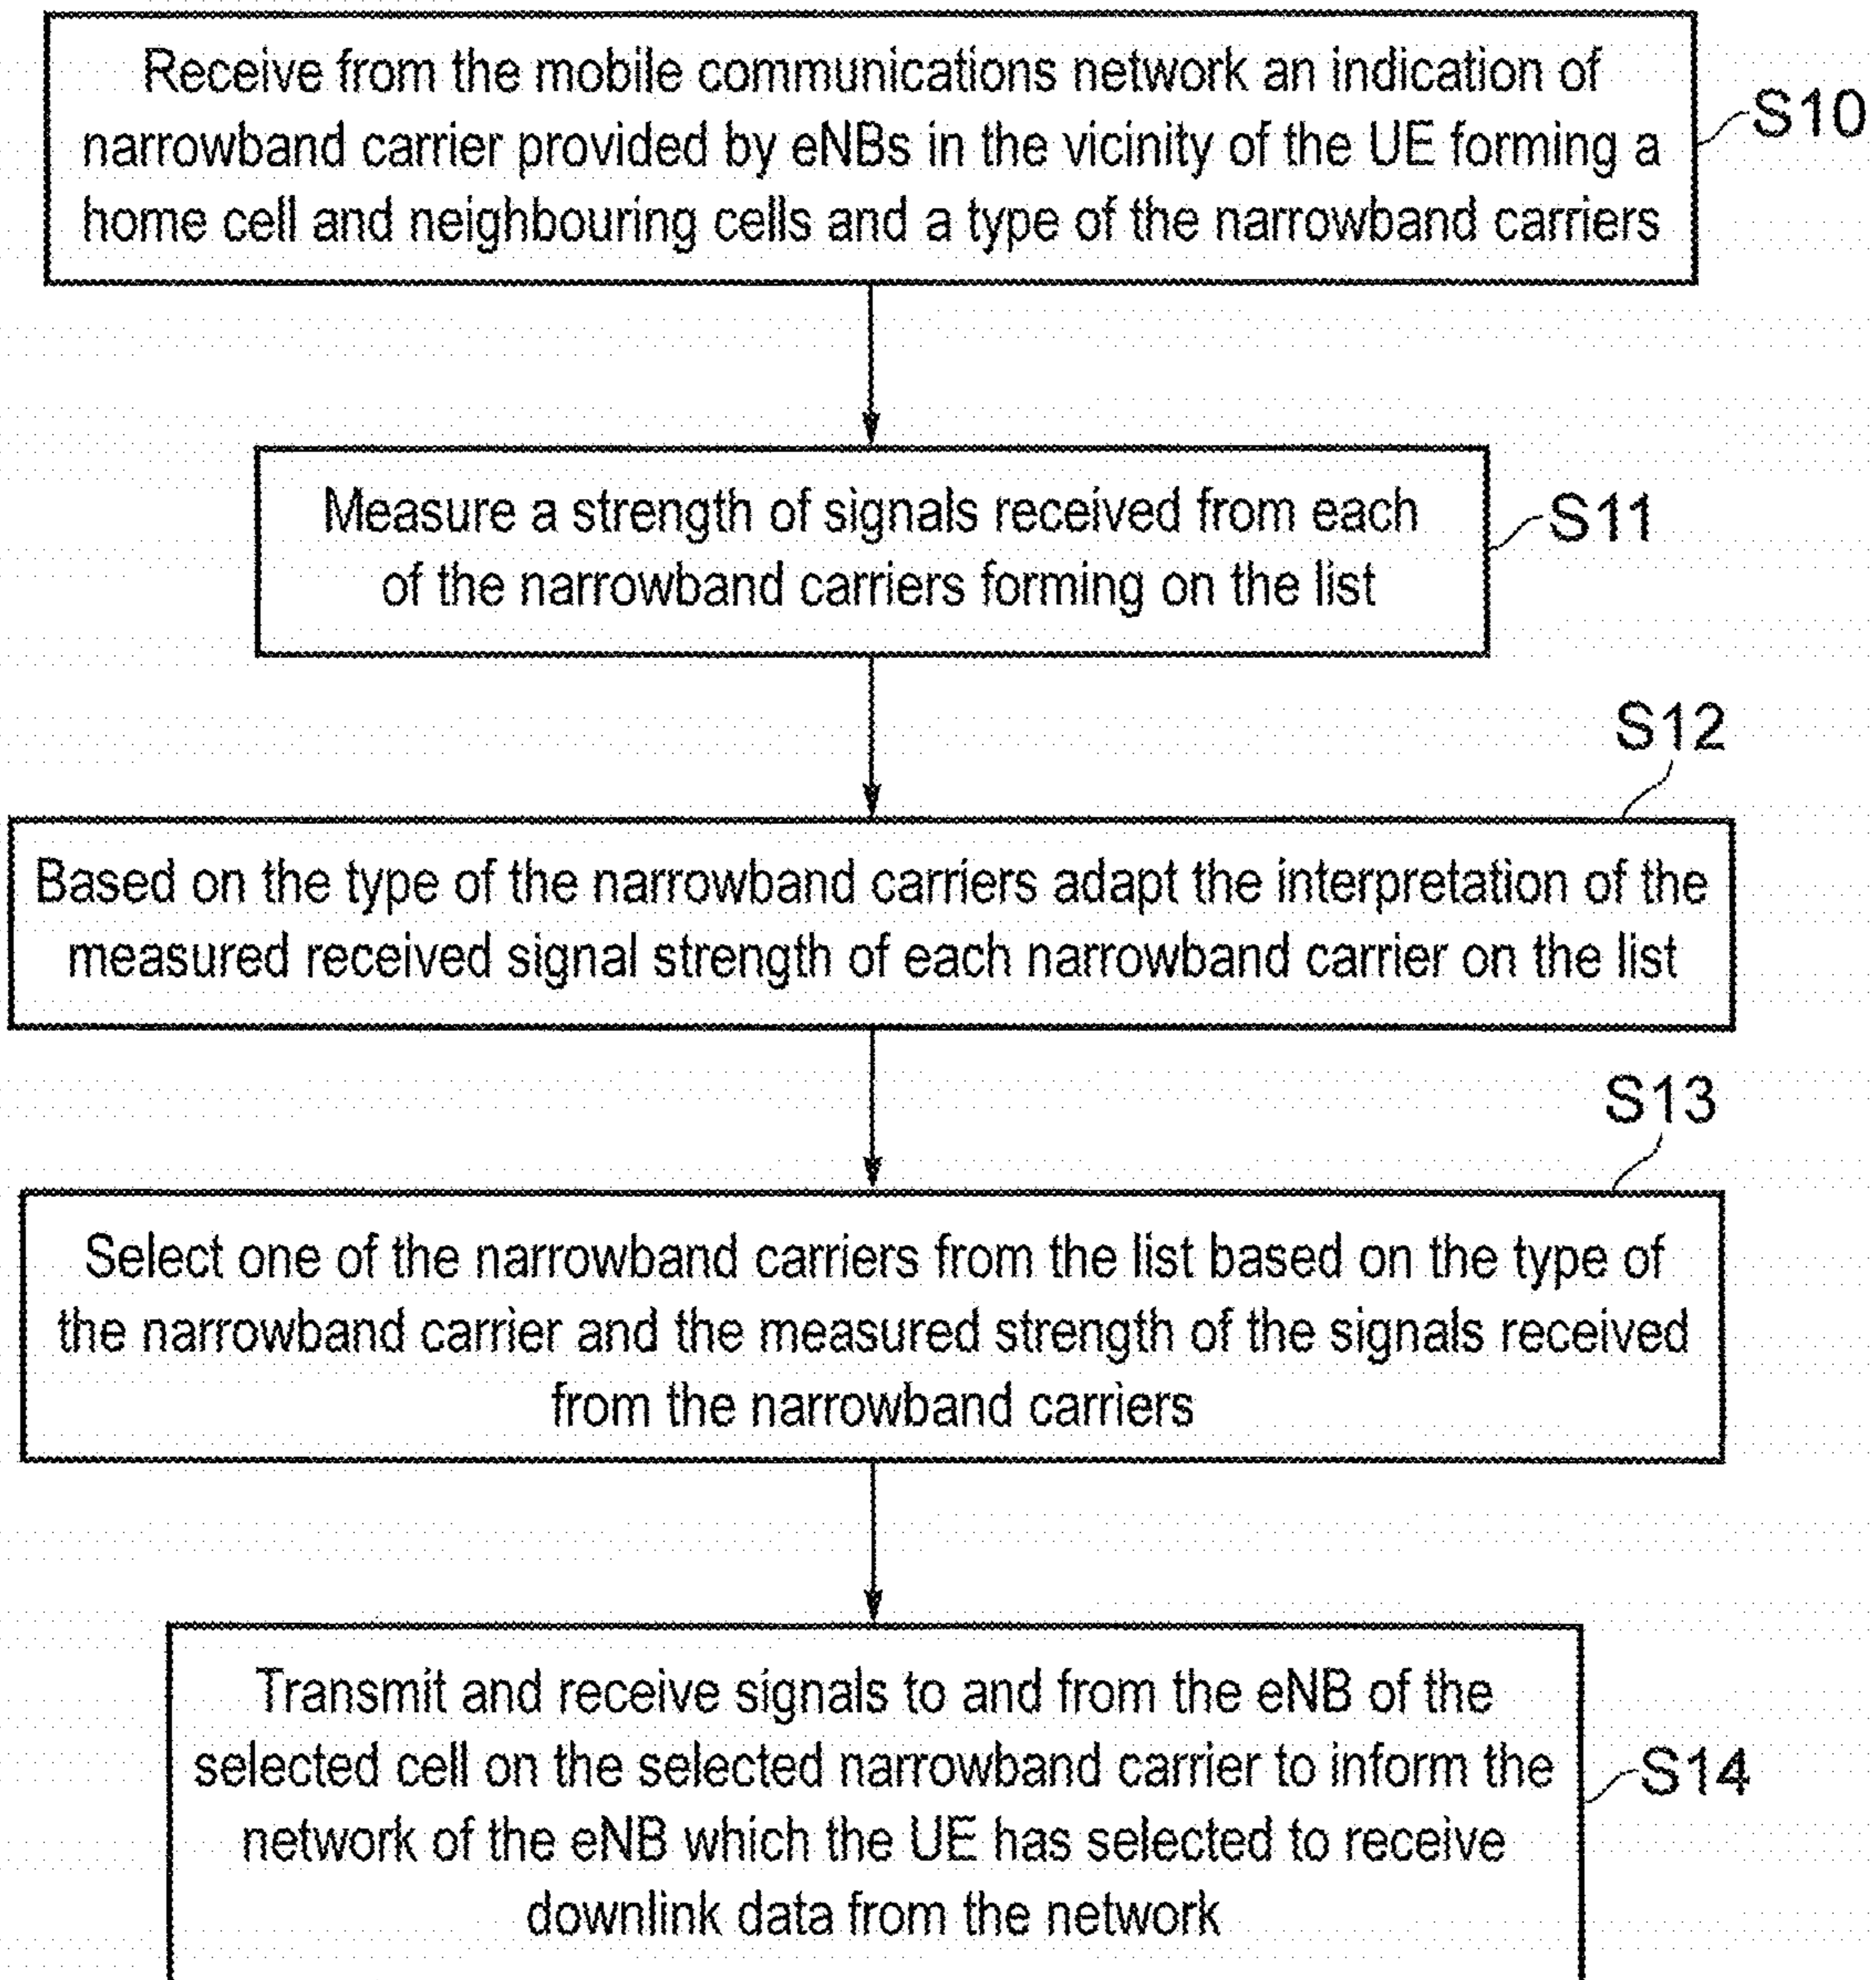 Receive from the mobile communications network an indication of
narrowband carrier provided by eNBs in the vicinity of the UE forming a
home cell and neighbouring cells and a type of the narrowband carriers
S10
Measure a strength of signals received from each
of the narrowband carriers forming on the list
S11
S12
Based on the type of the narrowband carriers adapt the interpretation of the
measured received signal strength of each narrowband carrier on the list
S13
Select one of the narrowband carriers from the list based on the type of
the narrowband carrier and the measured strength of the signals received
from the narrowband carriers
Transmit and receive signals to and from the eNB of the
selected cell on the selected narrowband carrier to inform the
network of the eNB which the UE has selected to receive
downlink data from the network
S14